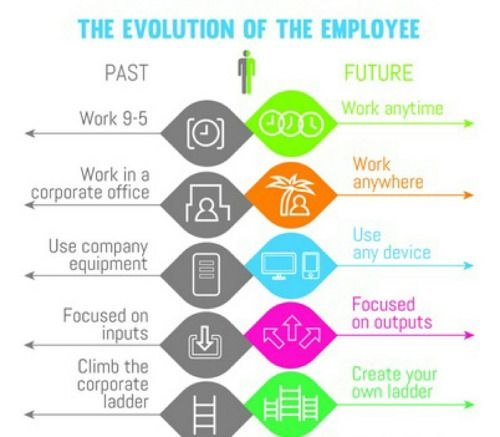 THE EVOLUTION OF THE EMPLOYEE
PAST
FUTURE
Work 9-5
Work anytime
Work in a
corporate office
Work
anywhere
Use company
equipment
Use
any device
Focused on
inputs
Focused
on outputs
Climb the
corporate
ladder
Create your
own ladder